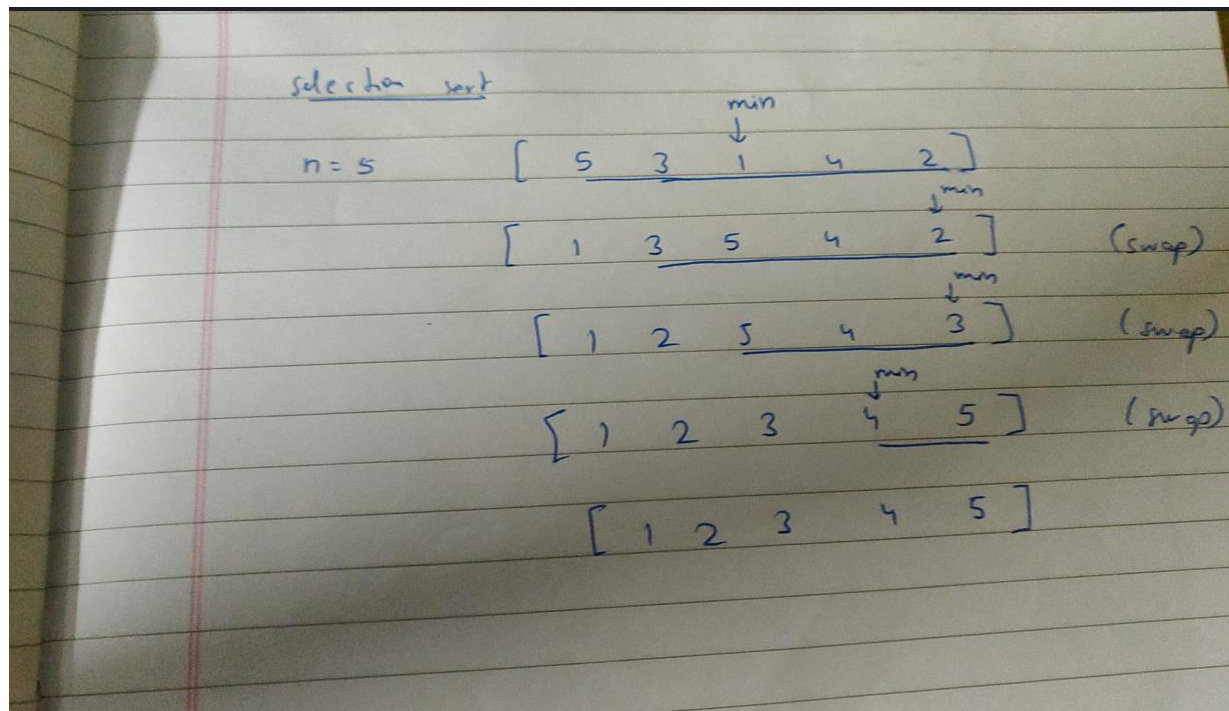 selection sort
min
n = 5 [ 5 3 1 4 2 ]
min
[ 1 3 5 4 2 ] (swap)
min
[ 1 2 5 4 3 ] (swap)
min
[ 1 2 3 4 5 ] (swap)
[ 1 2 3 4 5 ]